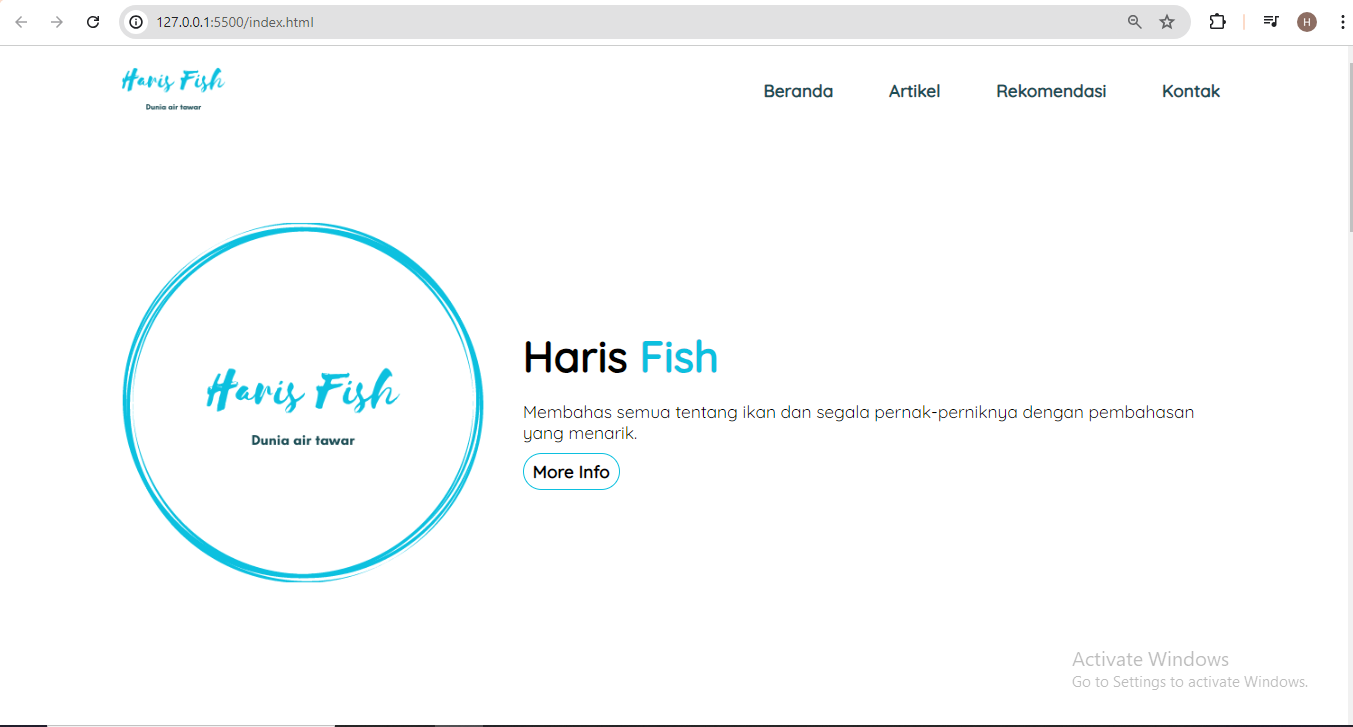 127.0.0.1:5500/index.html
H
Haris Fish
Dunia air tawar
Beranda
Artikel
Rekomendasi
Kontak
Haris Fish
Dunia air tawar
Haris Fish
Membahas semua tentang ikan dan segala pernak-perniknya dengan pembahasan
yang menarik.
More Info
Activate Windows
Go to Settings to activate Windows.